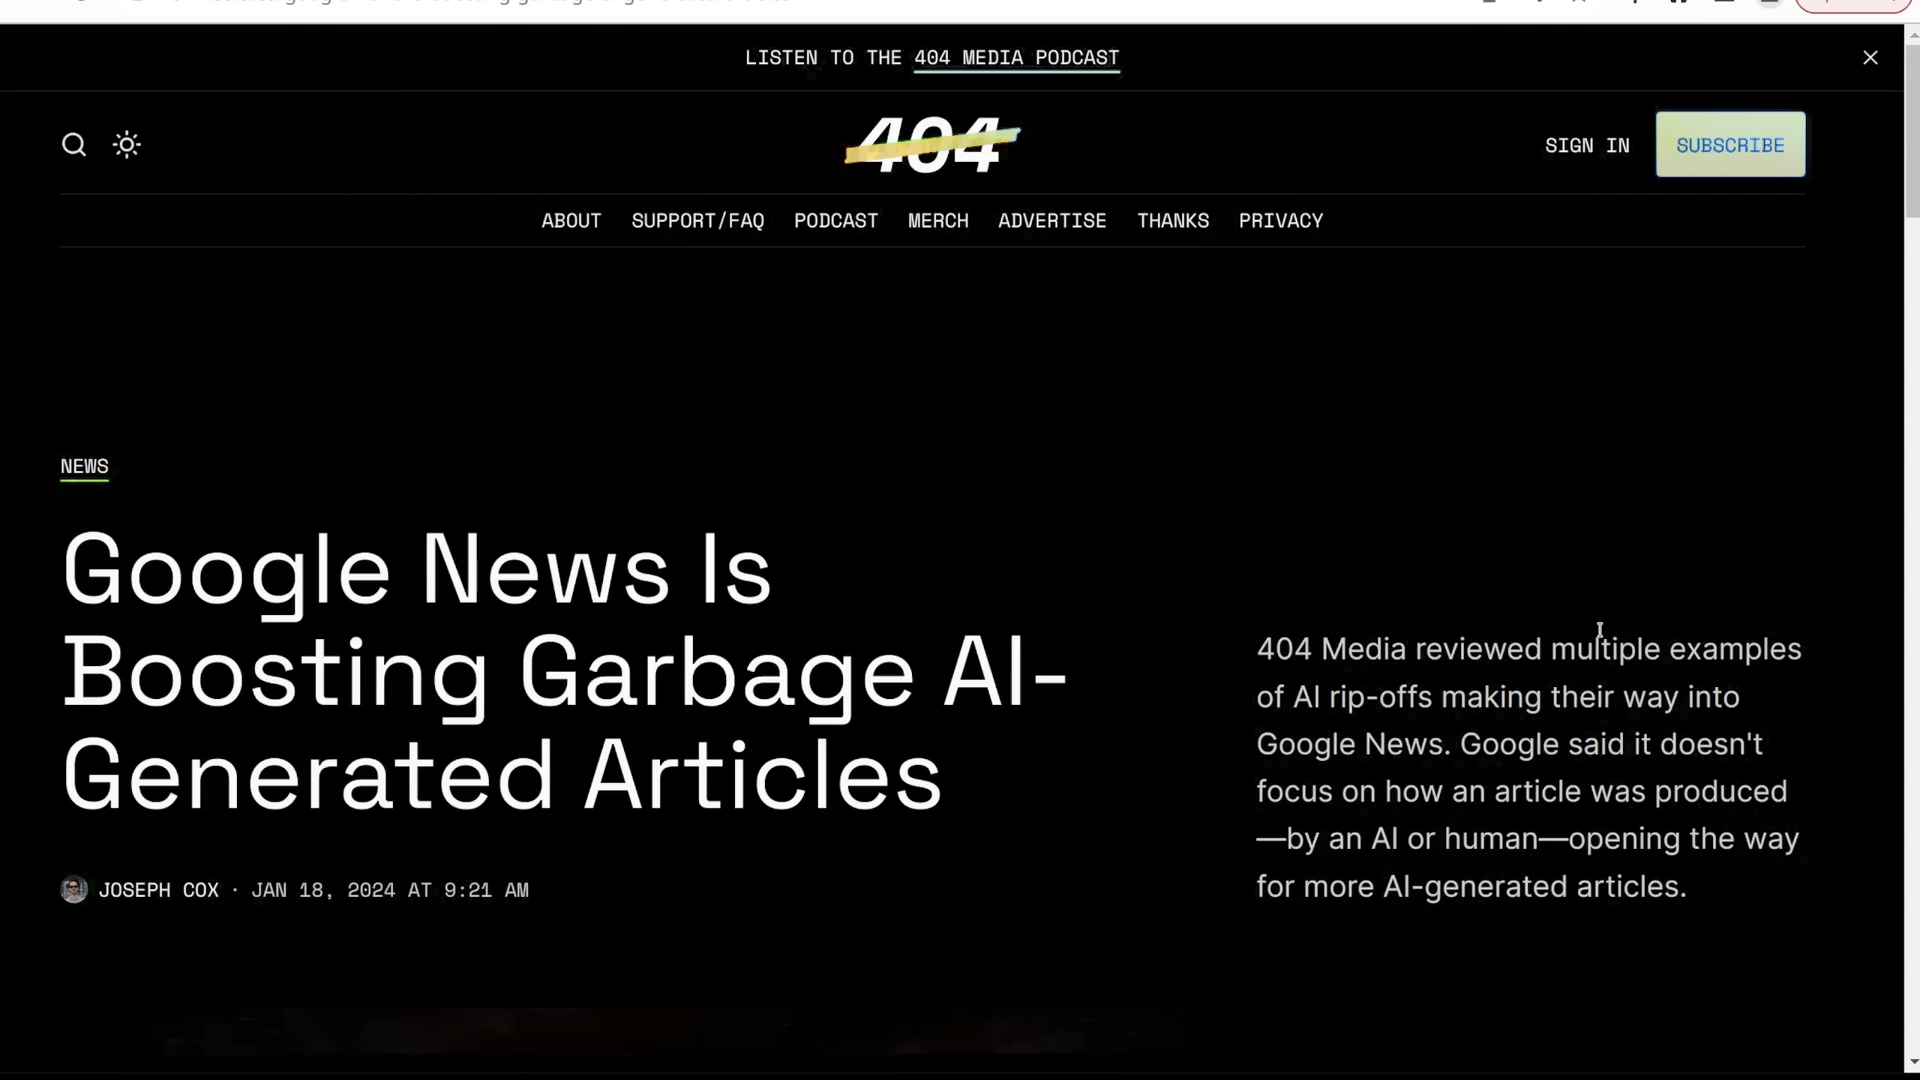 LISTEN TO THE 404 MEDIA PODCAST
404
SIGN IN
SUBSCRIBE
ABOUT SUPPORT/FAQ PODCAST MERCH ADVERTISE THANKS PRIVACY
NEWS
Google News Is
Boosting Garbage AI-
Generated Articles
JOSEPH COX · JAN 18, 2024 AT 9:21 AM
404 Media reviewed multiple examples
of AI rip-offs making their way into
Google News. Google said it doesn't
focus on how an article was produced
—by an AI or human—opening the way
for more AI-generated articles.